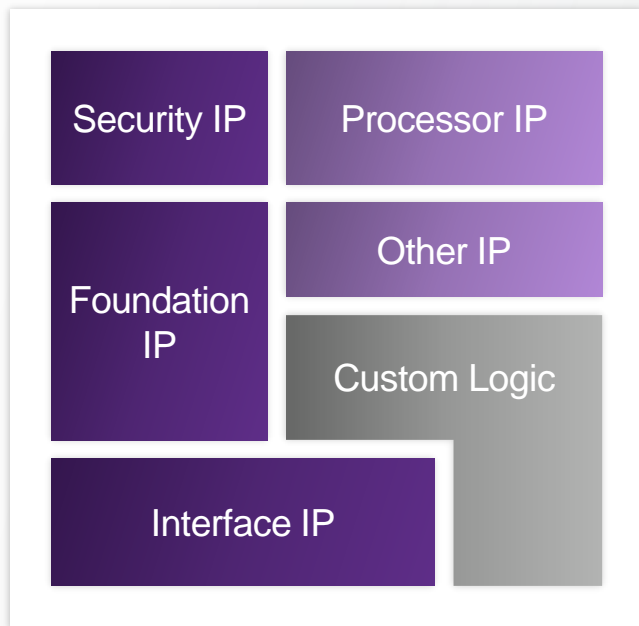 Security IP
Processor IP
Other IP
Foundation
IP
Custom Logic
Interface IP